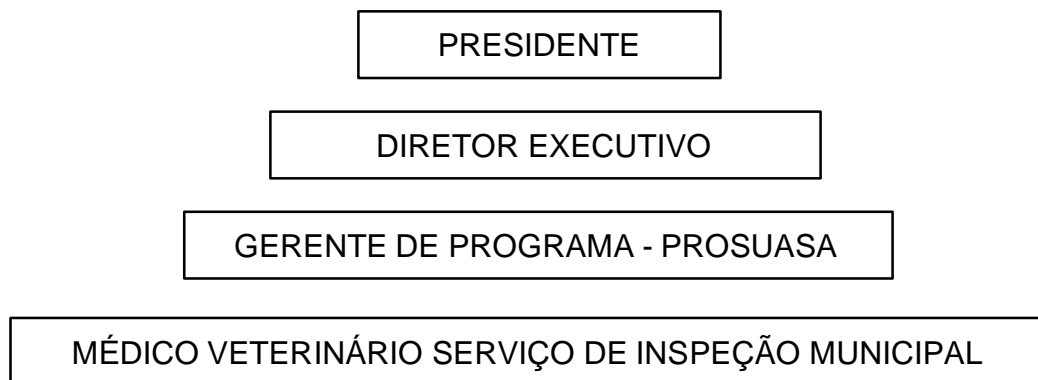 PRESIDENTE
DIRETOR EXECUTIVO
GERENTE DE PROGRAMA - PROSUASA
MÉDICO VETERINÁRIO SERVIÇO DE INSPEÇÃO MUNICIPAL